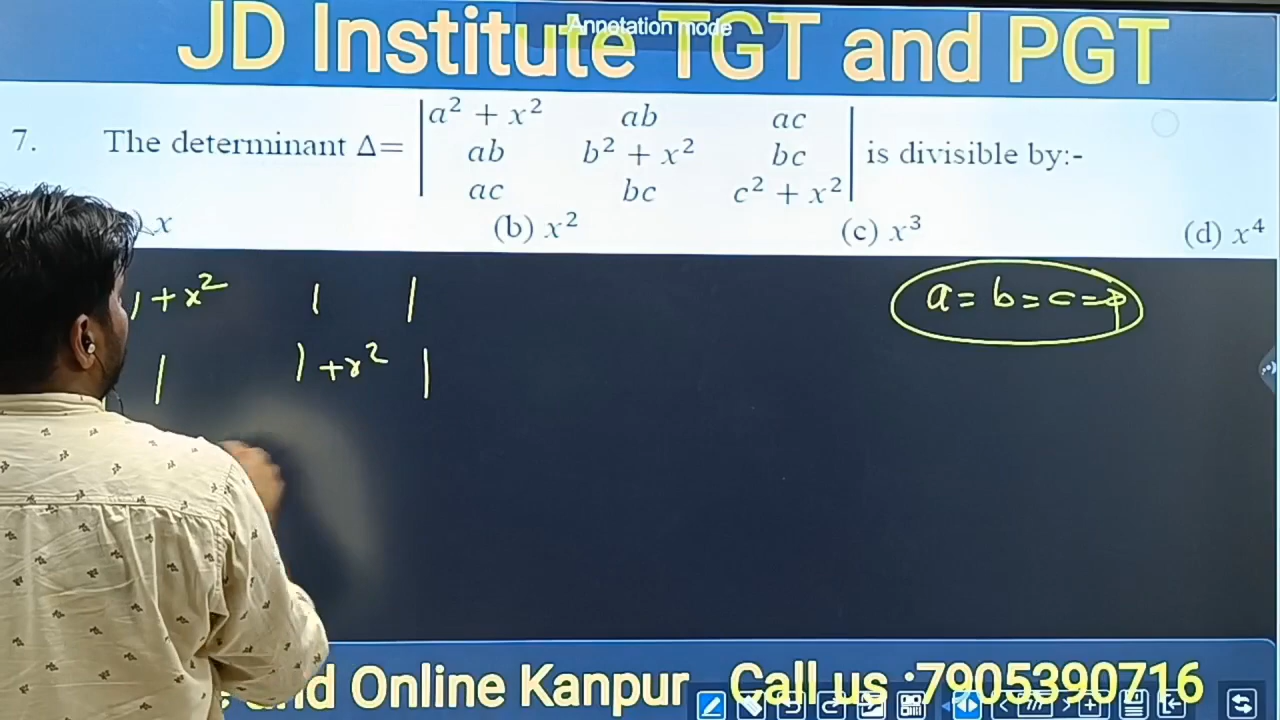 Annotation mode
JD Institute TGT and PGT
7. The determinant Δ= | a² + x² ab ac |
| ab b² + x² bc | is divisible by:-
| ac bc c² + x² |
) x (b) x² (c) x³ (d) x⁴
1+x² 1 1
a = b = c =
1 1+x² 1
nd Online Kanpur Call us :7905390716